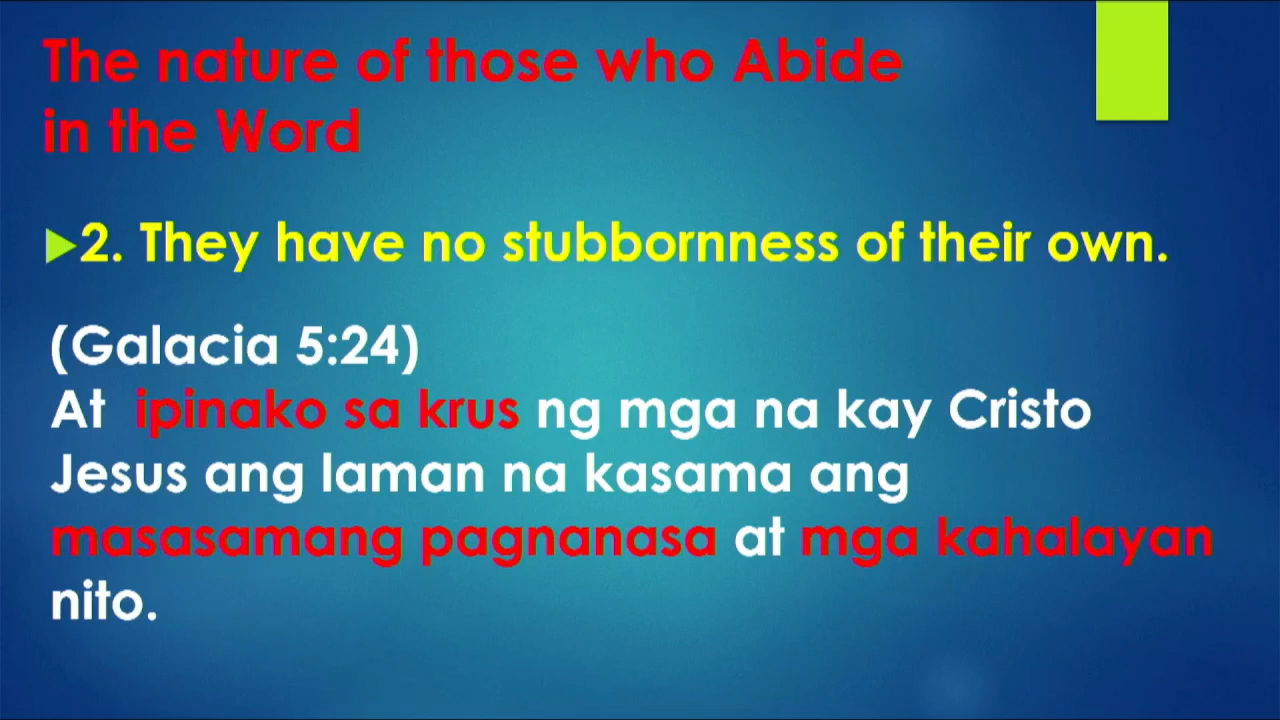 The nature of those who Abide
in the Word
2. They have no stubbornness of their own.
(Galacia 5:24)
At ipinako sa krus ng mga na kay Cristo
Jesus ang laman na kasama ang
masasamang pagnanasa at mga kahalayan
nito.